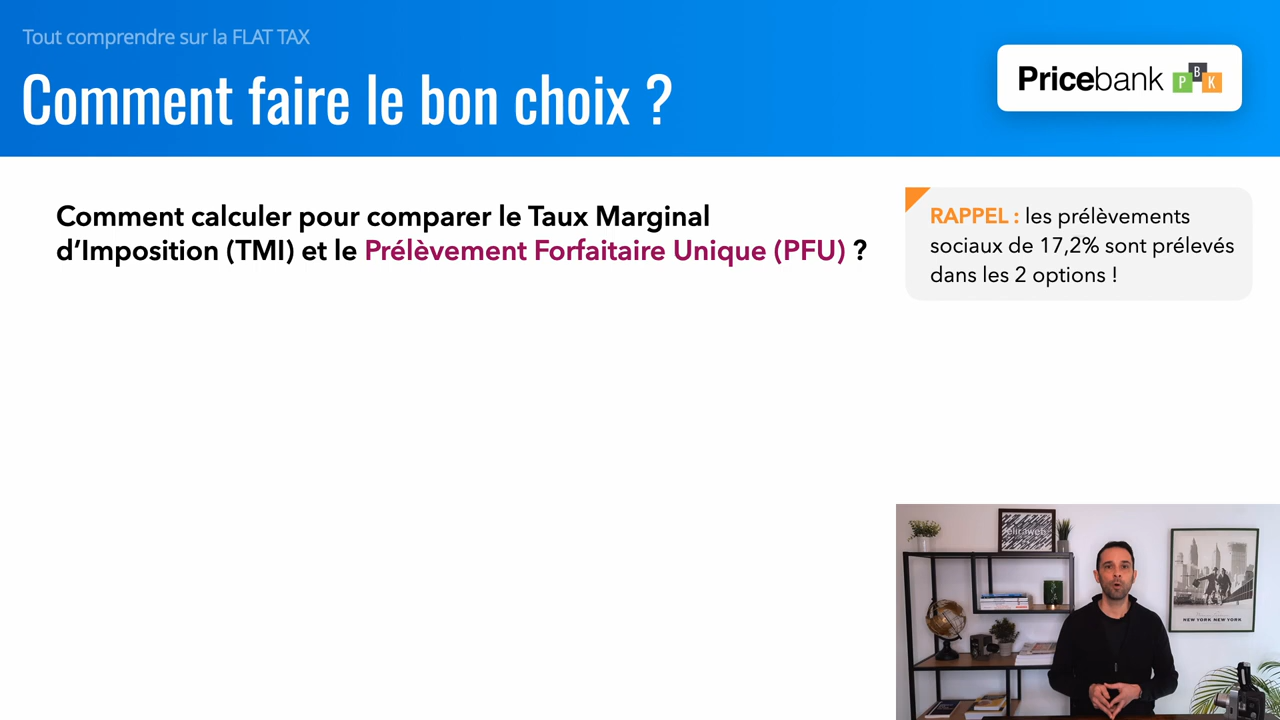 Tout comprendre sur la FLAT TAX
Comment faire le bon choix ?
Pricebank
P B K
Comment calculer pour comparer le Taux Marginal
d'Imposition (TMI) et le Prélèvement Forfaitaire Unique (PFU) ?
RAPPEL : les prélèvements
sociaux de 17,2% sont prélevés
dans les 2 options !
NEW YORK NEW YORK